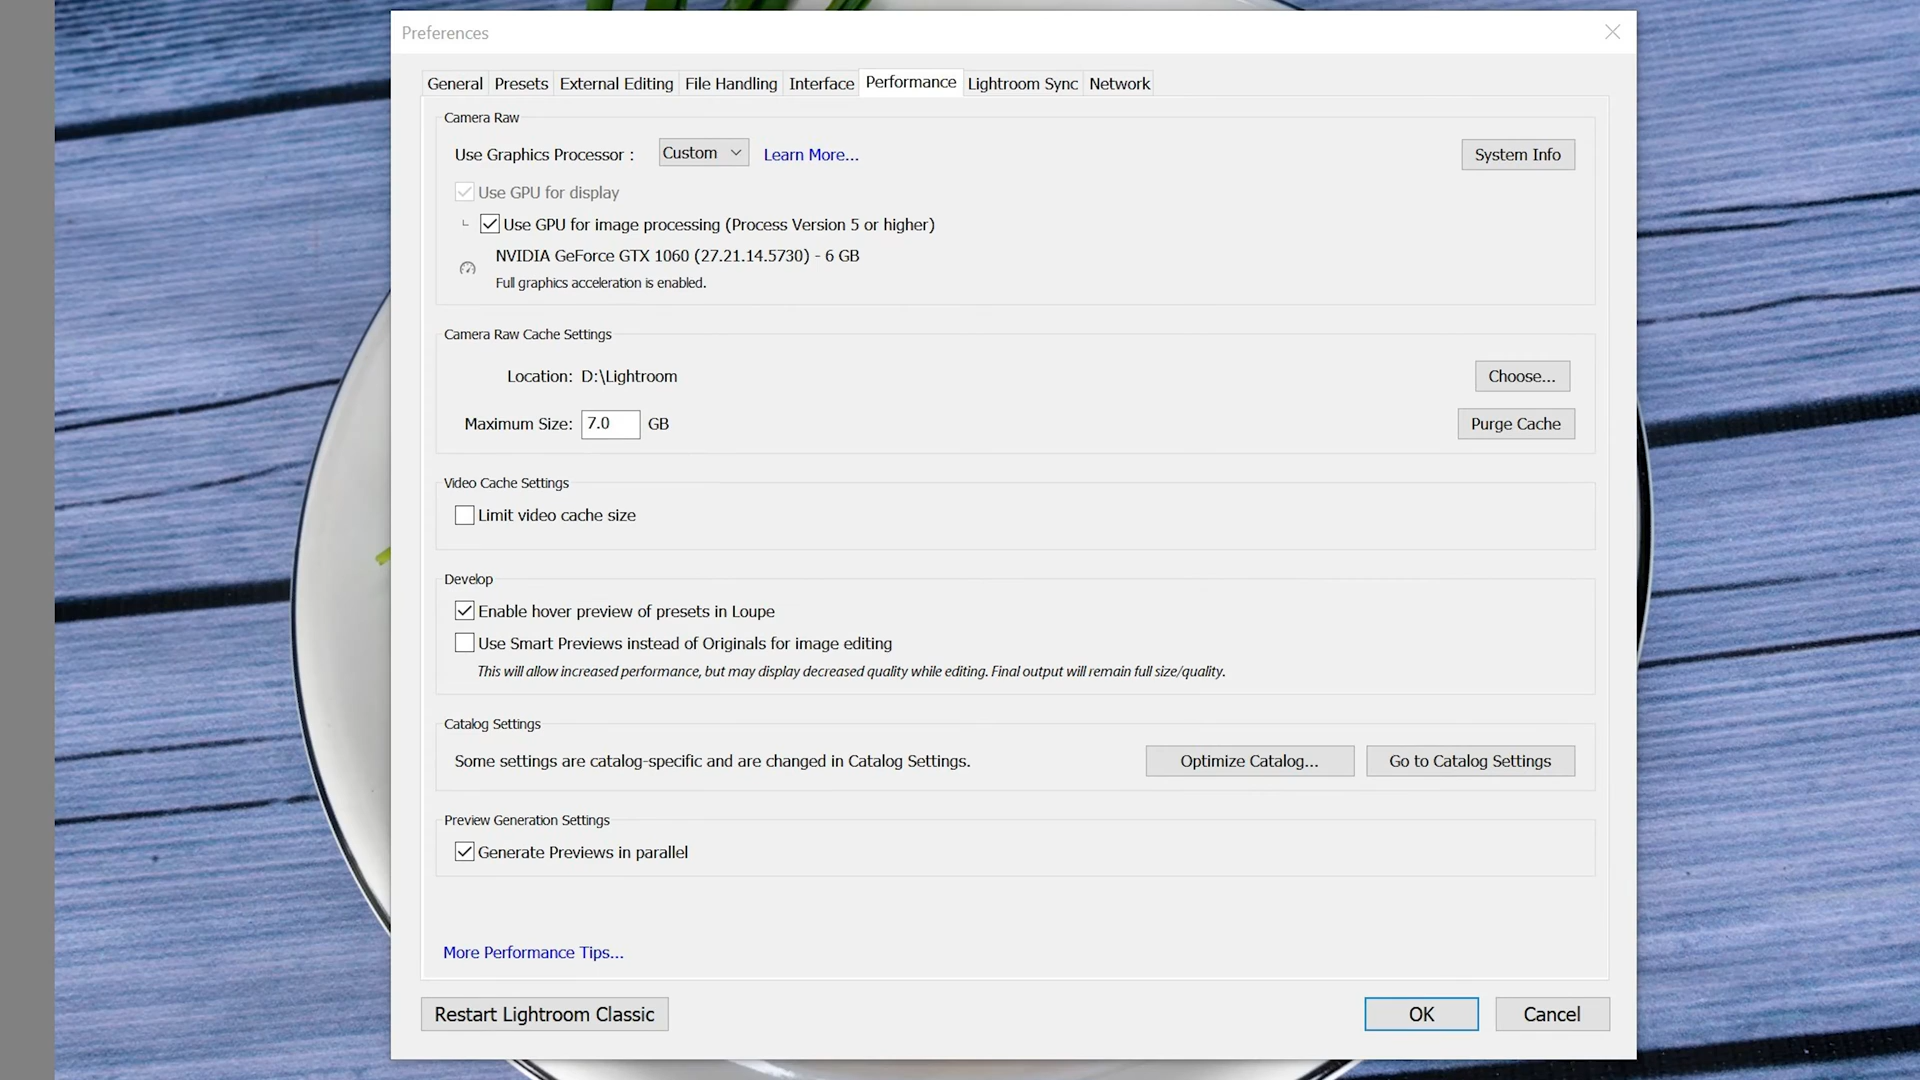 Preferences
General Presets External Editing File Handling Interface Performance Lightroom Sync Network
Camera Raw
Use Graphics Processor : Custom Learn More... System Info
Use GPU for display
Use GPU for image processing (Process Version 5 or higher)
NVIDIA GeForce GTX 1060 (27.21.14.5730) - 6 GB
Full graphics acceleration is enabled.
Camera Raw Cache Settings
Location: D:\Lightroom Choose...
Maximum Size: 7.0 GB Purge Cache
Video Cache Settings
Limit video cache size
Develop
Enable hover preview of presets in Loupe
Use Smart Previews instead of Originals for image editing
This will allow increased performance, but may display decreased quality while editing. Final output will remain full size/quality.
Catalog Settings
Some settings are catalog-specific and are changed in Catalog Settings. Optimize Catalog... Go to Catalog Settings
Preview Generation Settings
Generate Previews in parallel
More Performance Tips...
Restart Lightroom Classic OK Cancel